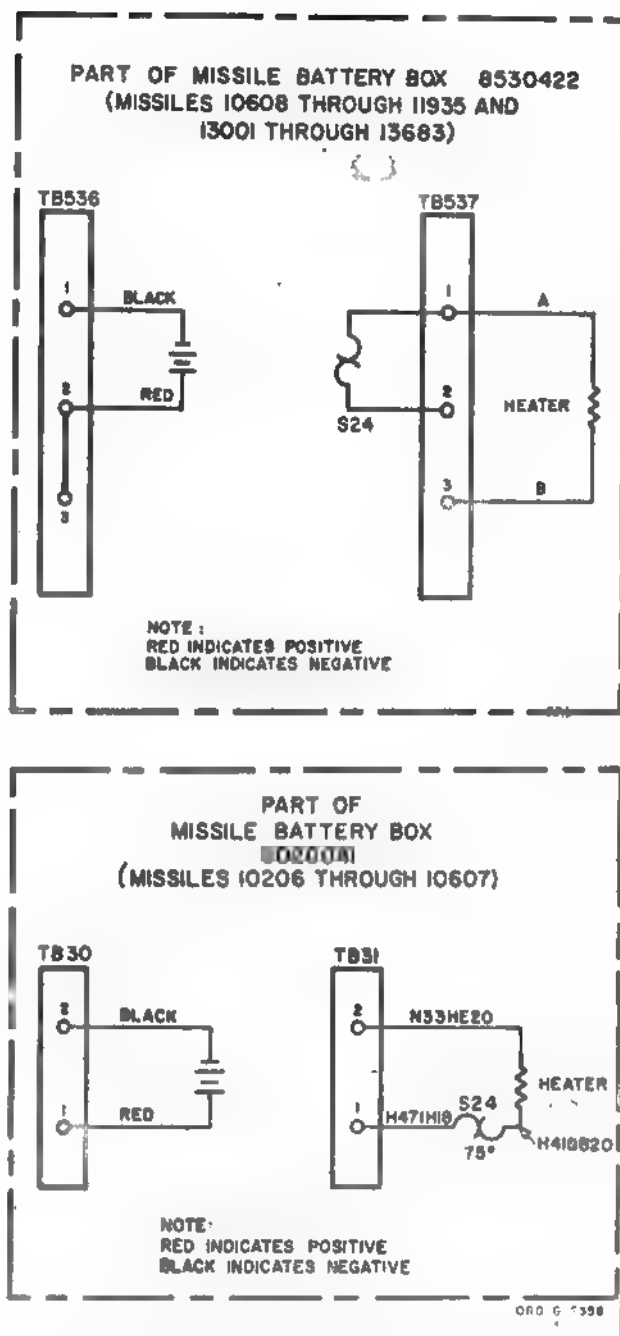 PART OF MISSILE BATTERY BOX 8530422
(MISSILES 10608 THROUGH 11935 AND
13001 THROUGH 13683)
TB536
TB537
1
BLACK
1
A
2
RED
2
HEATER
S24
3
3
B
NOTE:
RED INDICATES POSITIVE
BLACK INDICATES NEGATIVE
PART OF
MISSILE BATTERY BOX
(MISSILES 10206 THROUGH 10607)
TB30
TB31
2
BLACK
2
N33HE20
HEATER
1
RED
1
H471H18
S24
75°
NOTE:
RED INDICATES POSITIVE
BLACK INDICATES NEGATIVE
ORD G